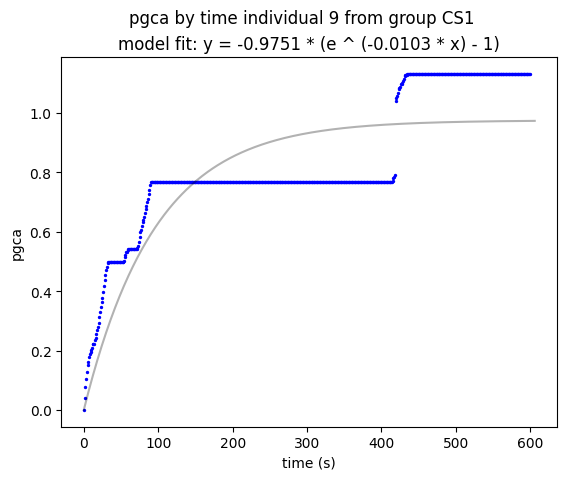 pgca by time individual 9 from group CS1
model fit: y = -0.9751 * (e ^ (-0.0103 * x) - 1)
1.0
0.8
0.6
0.4
0.2
0.0
pgca
0 100 200 300 400 500 600
time (s)